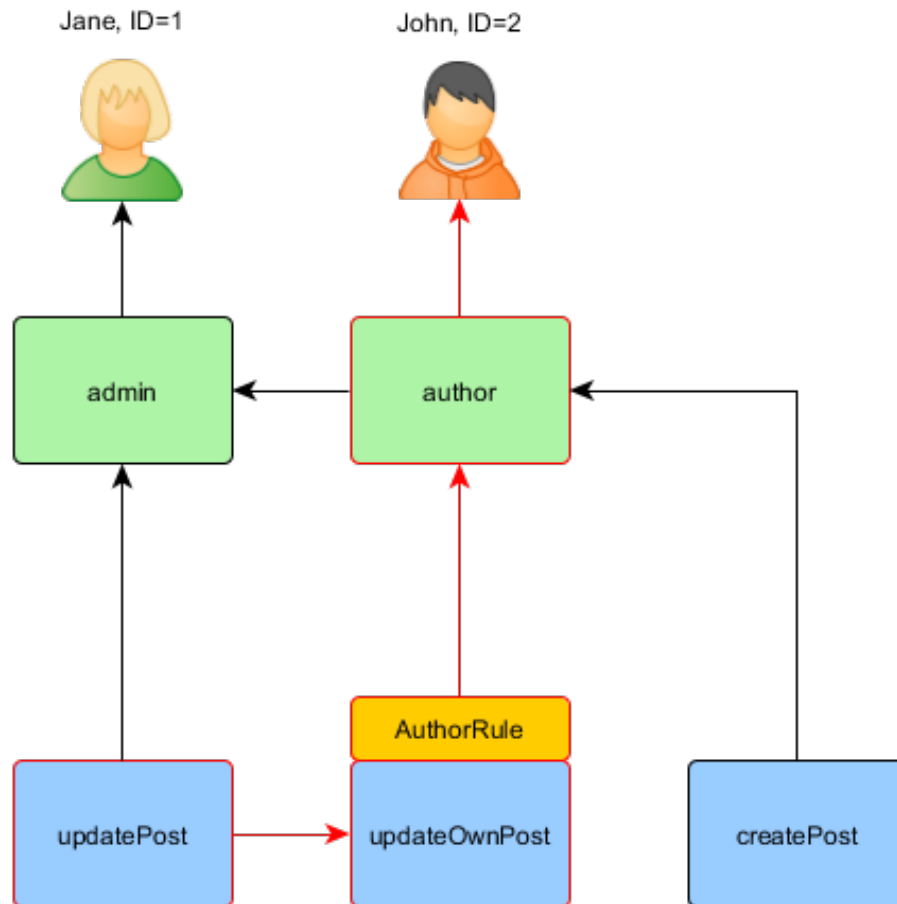 Jane, ID=1
John, ID=2
admin
author
AuthorRule
updatePost
updateOwnPost
createPost